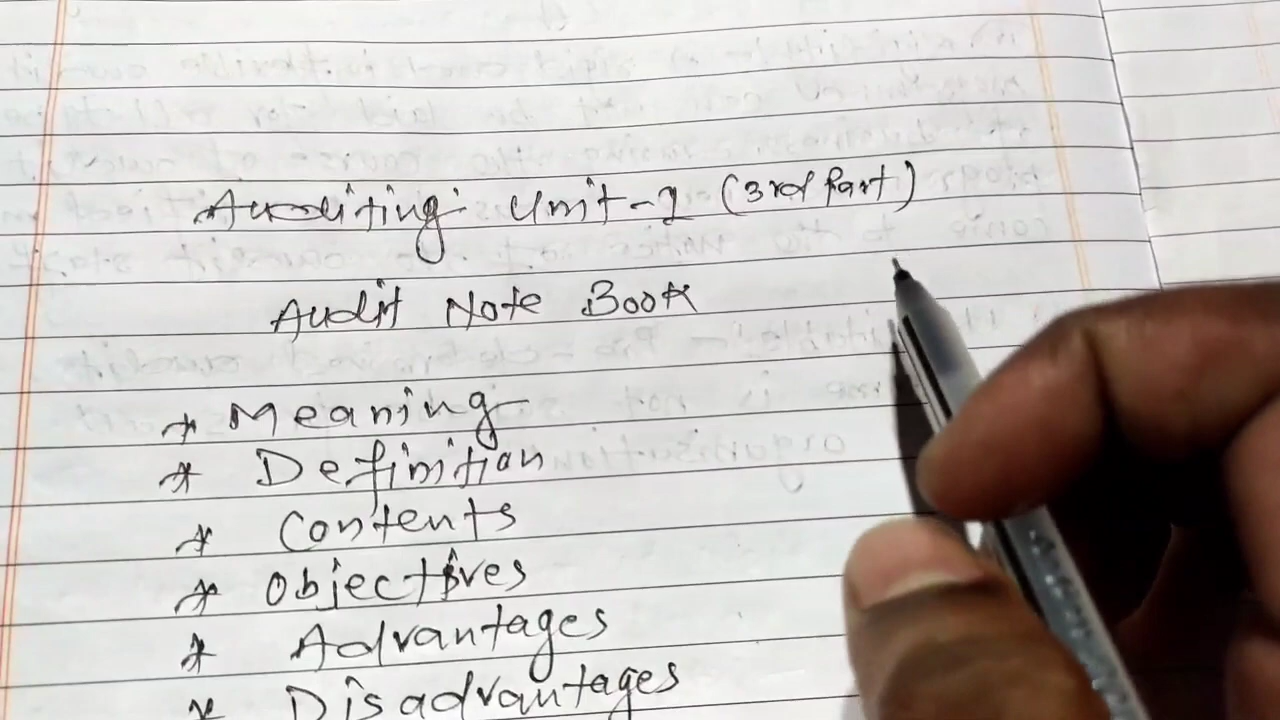 Auditing Unit-2 (3rd Part)
Audit Note Book
* Meaning
* Definition
* Contents
* Objectives
* Advantages
* Disadvantages